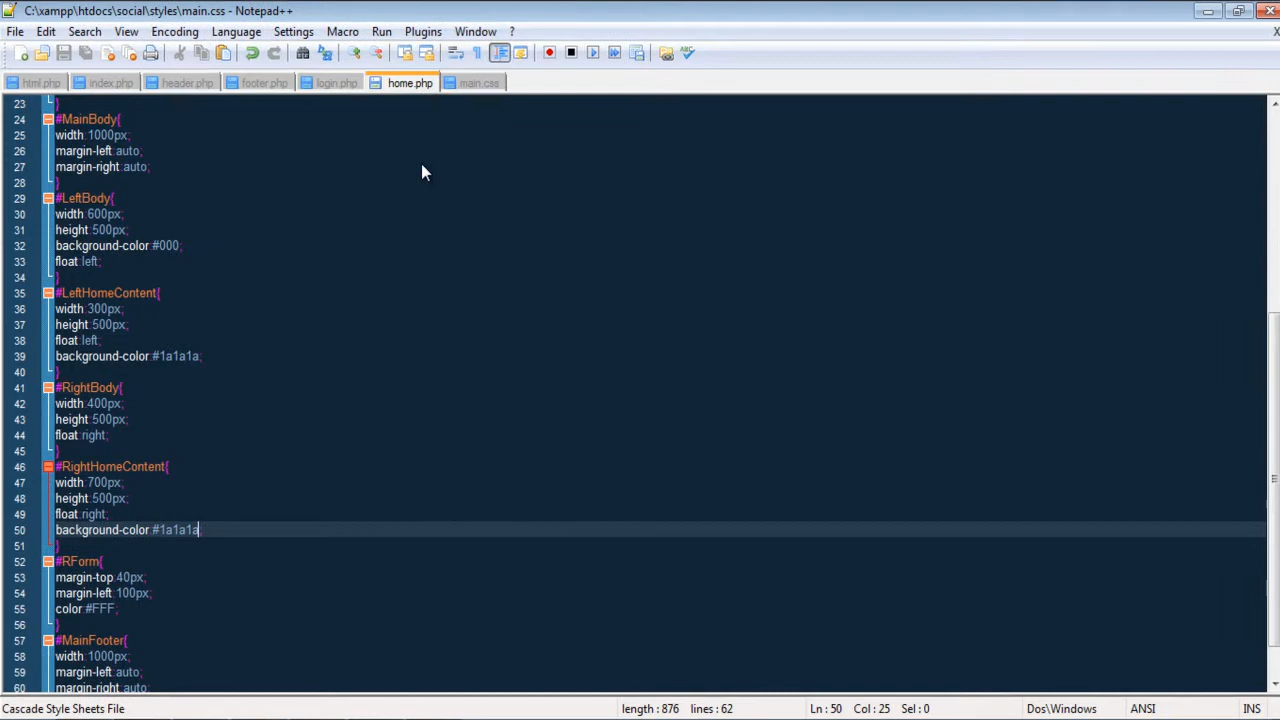 C:\xampp\htdocs\social\styles\main.css - Notepad++
File Edit Search View Encoding Language Settings Macro Run Plugins Window ? X
html.php index.php header.php footer.php login.php home.php main.css
23 }
24 #MainBody{
25 width:1000px;
26 margin-left:auto;
27 margin-right:auto;
28 }
29 #LeftBody{
30 width:600px;
31 height:500px;
32 background-color:#000;
33 float:left;
34 }
35 #LeftHomeContent{
36 width:300px;
37 height:500px;
38 float:left;
39 background-color:#1a1a1a;
40 }
41 #RightBody{
42 width:400px;
43 height:500px;
44 float:right;
45 }
46 #RightHomeContent{
47 width:700px;
48 height:500px;
49 float:right;
50 background-color:#1a1a1a;
51 }
52 #RForm{
53 margin-top:40px;
54 margin-left:100px;
55 color:#FFF;
56 }
57 #MainFooter{
58 width:1000px;
59 margin-left:auto;
60 margin-right:auto;
Cascade Style Sheets File length : 876 lines : 62 Ln : 50 Col : 25 Sel : 0 Dos\Windows ANSI INS